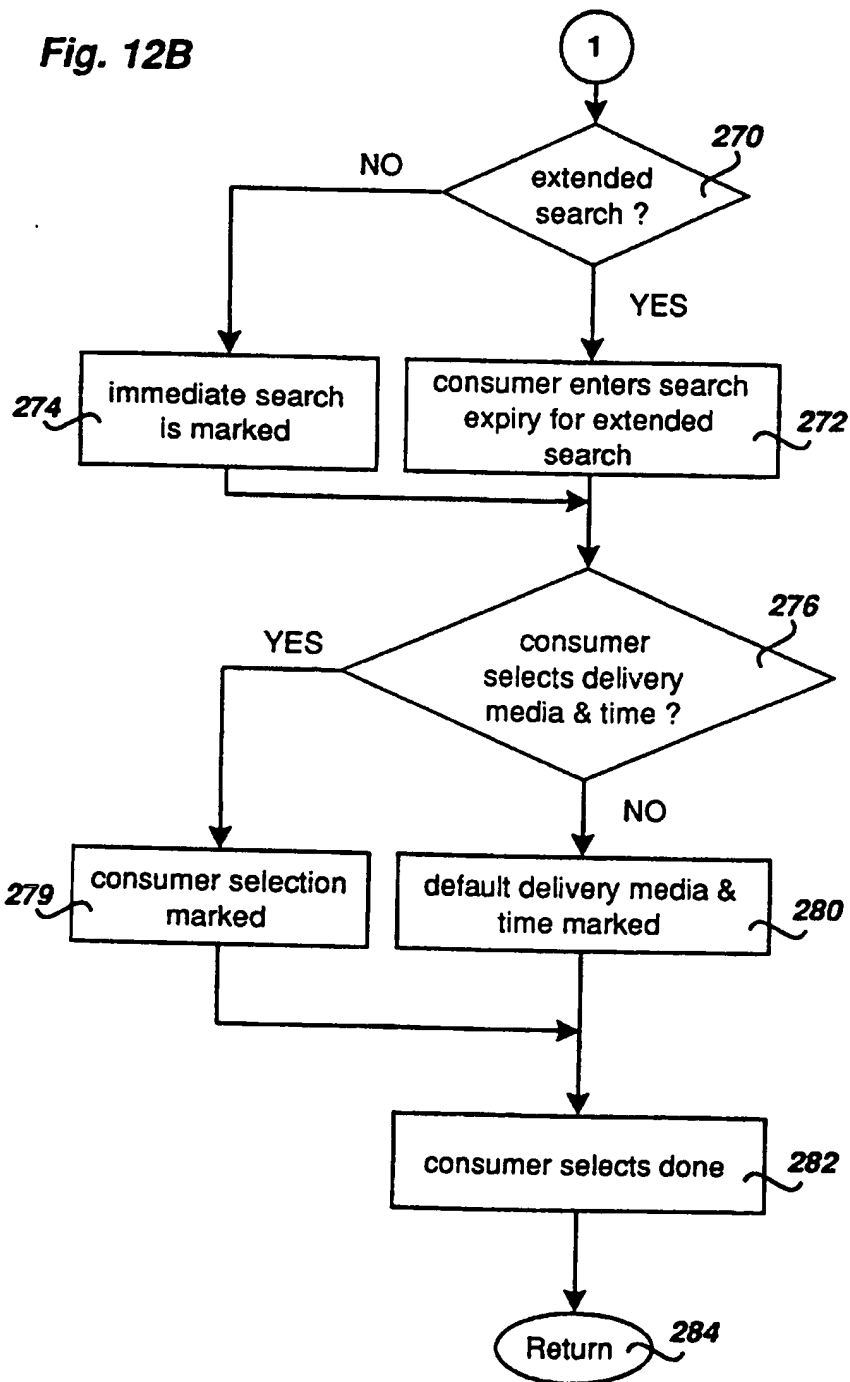 Fig. 12B
1
270
NO
extended
search ?
YES
274
immediate search
is marked
consumer enters search
expiry for extended
search
272
276
YES
consumer
selects delivery
media & time ?
NO
279
consumer selection
marked
default delivery media &
time marked
280
consumer selects done
282
Return
284